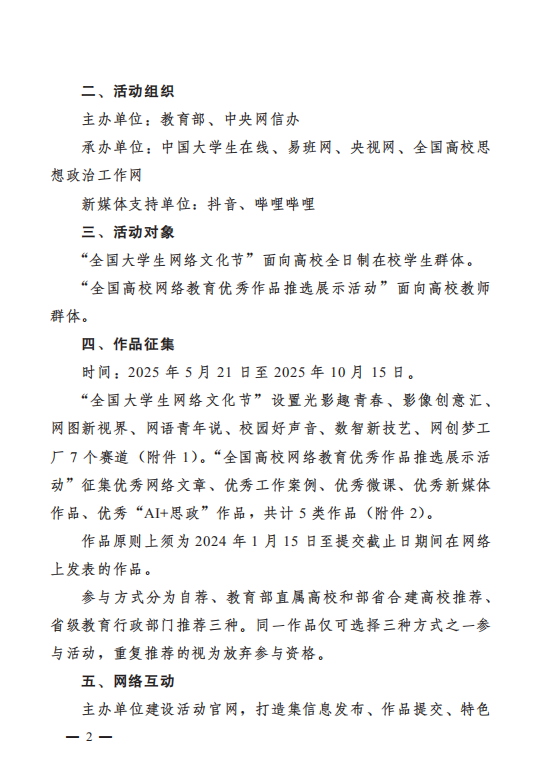 二、活动组织
主办单位：教育部、中央网信办
承办单位：中国大学生在线、易班网、央视网、全国高校思
想政治工作网
新媒体支持单位：抖音、哔哩哔哩
三、活动对象
“全国大学生网络文化节”面向高校全日制在校学生群体。
“全国高校网络教育优秀作品推选展示活动”面向高校教师
群体。
四、作品征集
时间：2025 年 5 月 21 日至 2025 年 10 月 15 日。
“全国大学生网络文化节”设置光影趣青春、影像创意汇、
网图新视界、网语青年说、校园好声音、数智新技艺、网创梦工
厂 7 个赛道（附件 1）。“全国高校网络教育优秀作品推选展示活
动”征集优秀网络文章、优秀工作案例、优秀微课、优秀新媒体
作品、优秀“AI+思政”作品，共计 5 类作品（附件 2）。
作品原则上须为 2024 年 1 月 15 日至提交截止日期间在网络
上发表的作品。
参与方式分为自荐、教育部直属高校和部省合建高校推荐、
省级教育行政部门推荐三种。同一作品仅可选择三种方式之一参
与活动，重复推荐的视为放弃参与资格。
五、网络互动
主办单位建设活动官网，打造集信息发布、作品提交、特色
— 2 —